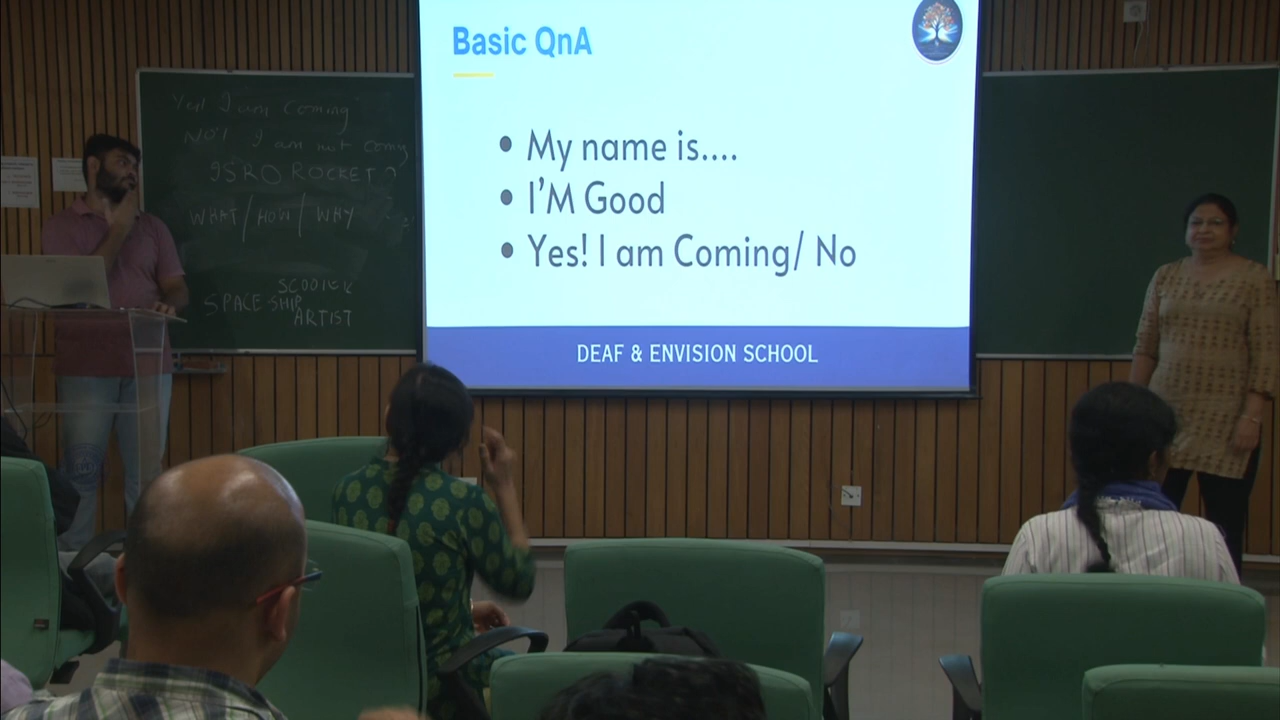 Basic QnA
• My name is....
• I'M Good
• Yes! I am Coming/ No
DEAF & ENVISION SCHOOL
Yes! I am Coming
No! I am not coming
ISRO ROCKET ?
WHAT / HOW / WHY
SPACE SHIP
ARTIST